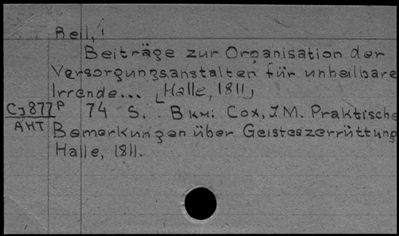 Reil,
Beiträge zur Organisation der
Versorgungsanstalten für unheilbare
Irrende... [Halle, 1811]
Cj877P 74 S. Вкн: Cox, J.M. Praktische
AHT Bemerkungen über Geisteszerrüttung
Halle, 1811.